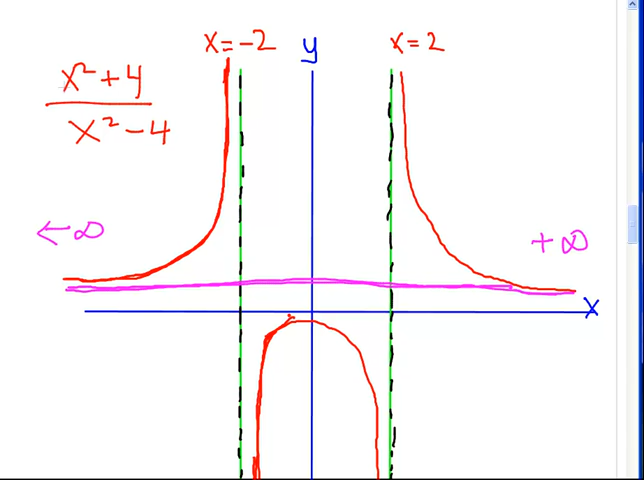 x = -2
y
x = 2
x² + 4
x² - 4
← ∞
+ ∞
x